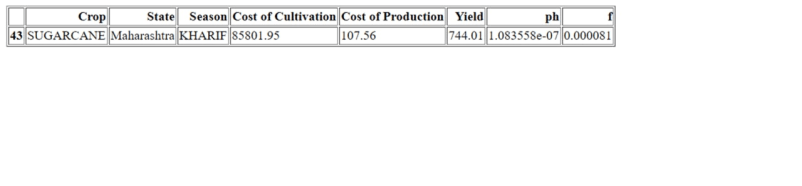 Crop State Season Cost of Cultivation Cost of Production Yield ph f
43 SUGARCANE Maharashtra KHARIF 85801.95 107.56 744.01 1.083558e-07 0.000081